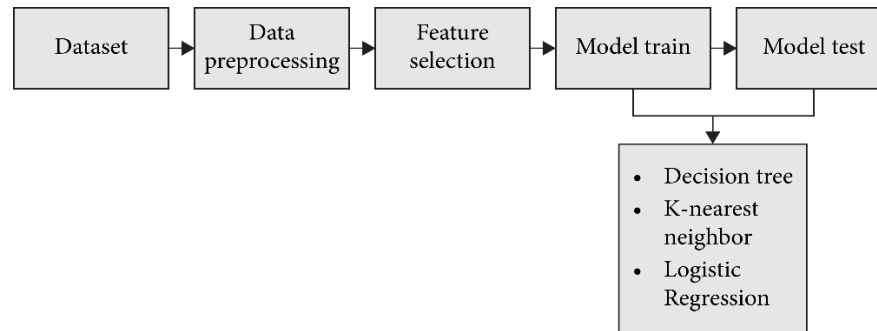 Dataset
Data
preprocessing
Feature
selection
Model train
Model test
• Decision tree
• K-nearest
neighbor
• Logistic
Regression